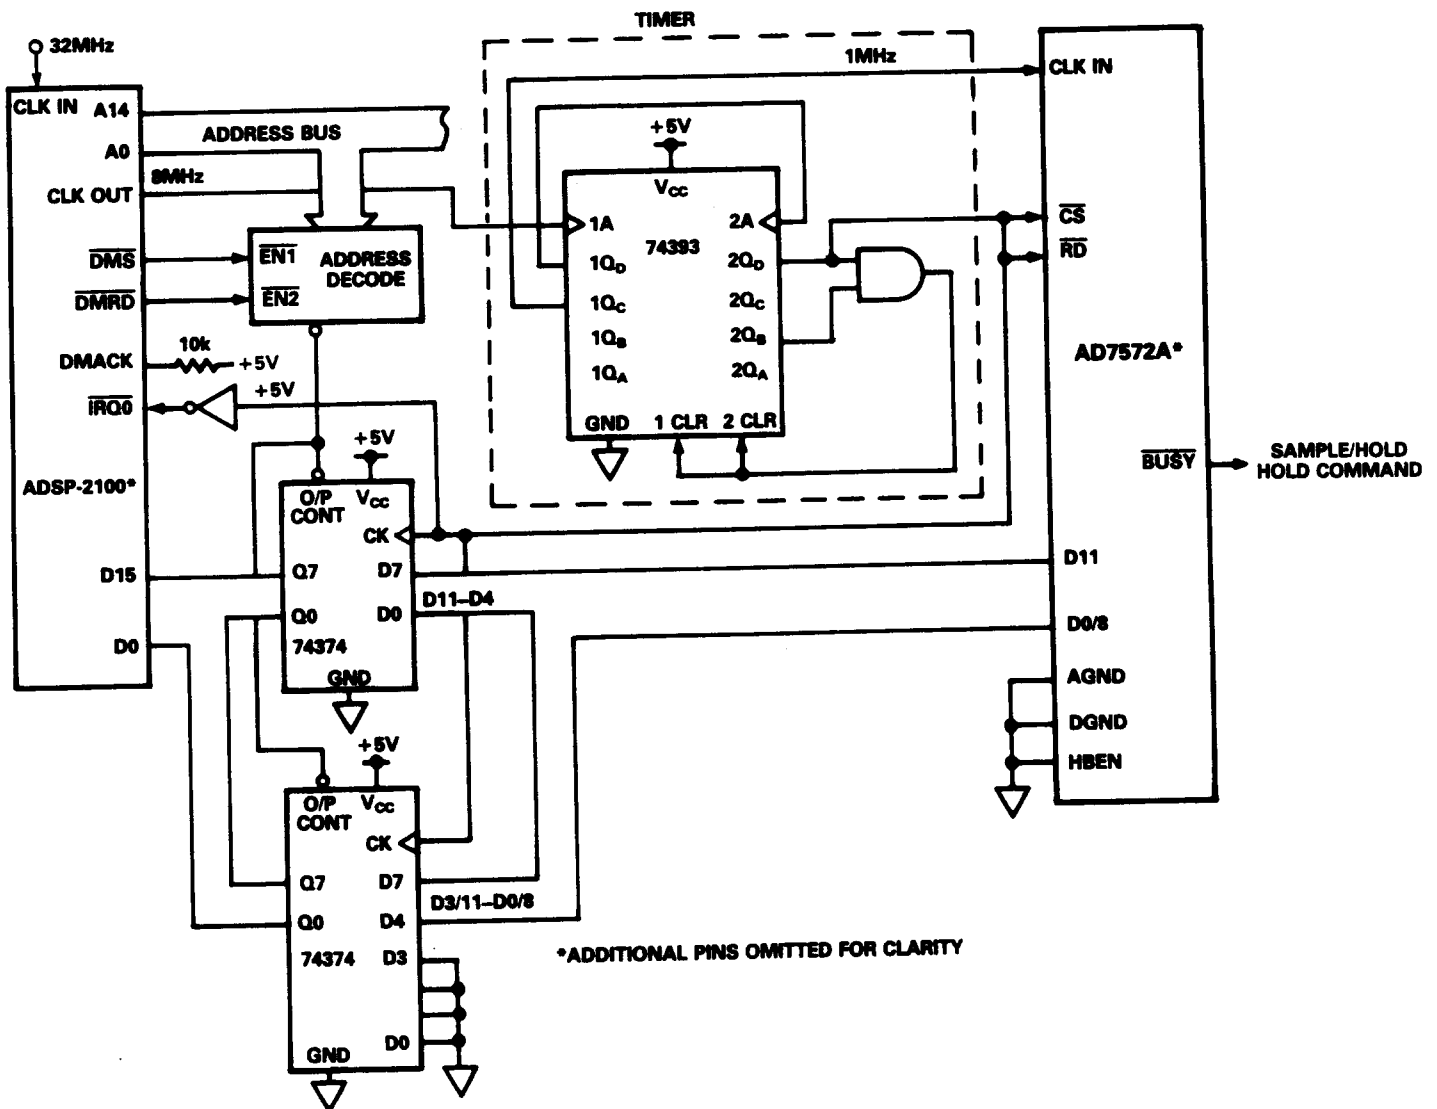 TIMER
32MHz
1MHz
CLK IN
CLK IN
A14
ADDRESS BUS
A0
8MHz
CLK OUT
+5V
VCC
1A
2A
74393
CS
RD
DMS
EN1
ADDRESS
DECODE
DMRD
EN2
1QD
2QD
1QC
2QC
1QB
2QB
1QA
2QA
AD7572A*
DMACK
10k
+5V
IRQ0
+5V
GND
1 CLR
2 CLR
BUSY
SAMPLE/HOLD
HOLD COMMAND
+5V
ADSP-2100*
O/P
CONT
VCC
CK
D15
Q7
D7
D11
D11–D4
Q0
D0
D0/8
D0
74374
GND
AGND
DGND
HBEN
+5V
O/P
CONT
VCC
CK
Q7
D7
D3/11–D0/8
Q0
D4
74374
D3
*ADDITIONAL PINS OMITTED FOR CLARITY
D0
GND